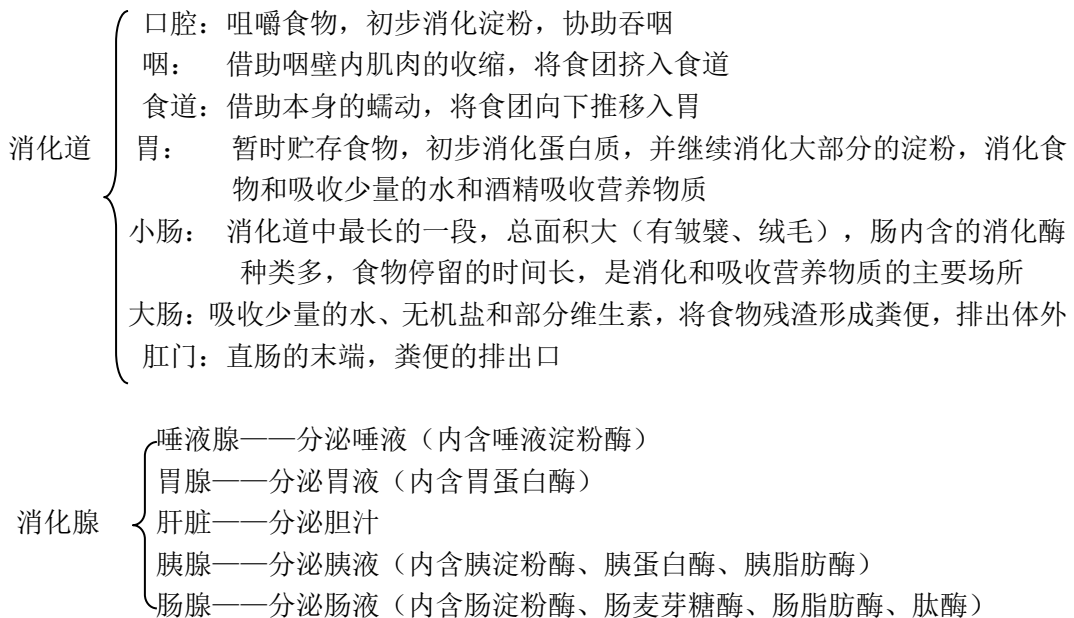 口腔：咀嚼食物，初步消化淀粉，协助吞咽
咽： 借助咽壁内肌肉的收缩，将食团挤入食道
食道：借助本身的蠕动，将食团向下推移入胃
消化道 胃： 暂时贮存食物，初步消化蛋白质，并继续消化大部分的淀粉，消化食
物和吸收少量的水和酒精吸收营养物质
小肠： 消化道中最长的一段，总面积大（有皱襞、绒毛），肠内含的消化酶
种类多，食物停留的时间长，是消化和吸收营养物质的主要场所
大肠：吸收少量的水、无机盐和部分维生素，将食物残渣形成粪便，排出体外
肛门：直肠的末端，粪便的排出口
唾液腺——分泌唾液（内含唾液淀粉酶）
胃腺——分泌胃液（内含胃蛋白酶）
消化腺 肝脏——分泌胆汁
胰腺——分泌胰液（内含胰淀粉酶、胰蛋白酶、胰脂肪酶）
肠腺——分泌肠液（内含肠淀粉酶、肠麦芽糖酶、肠脂肪酶、肽酶）